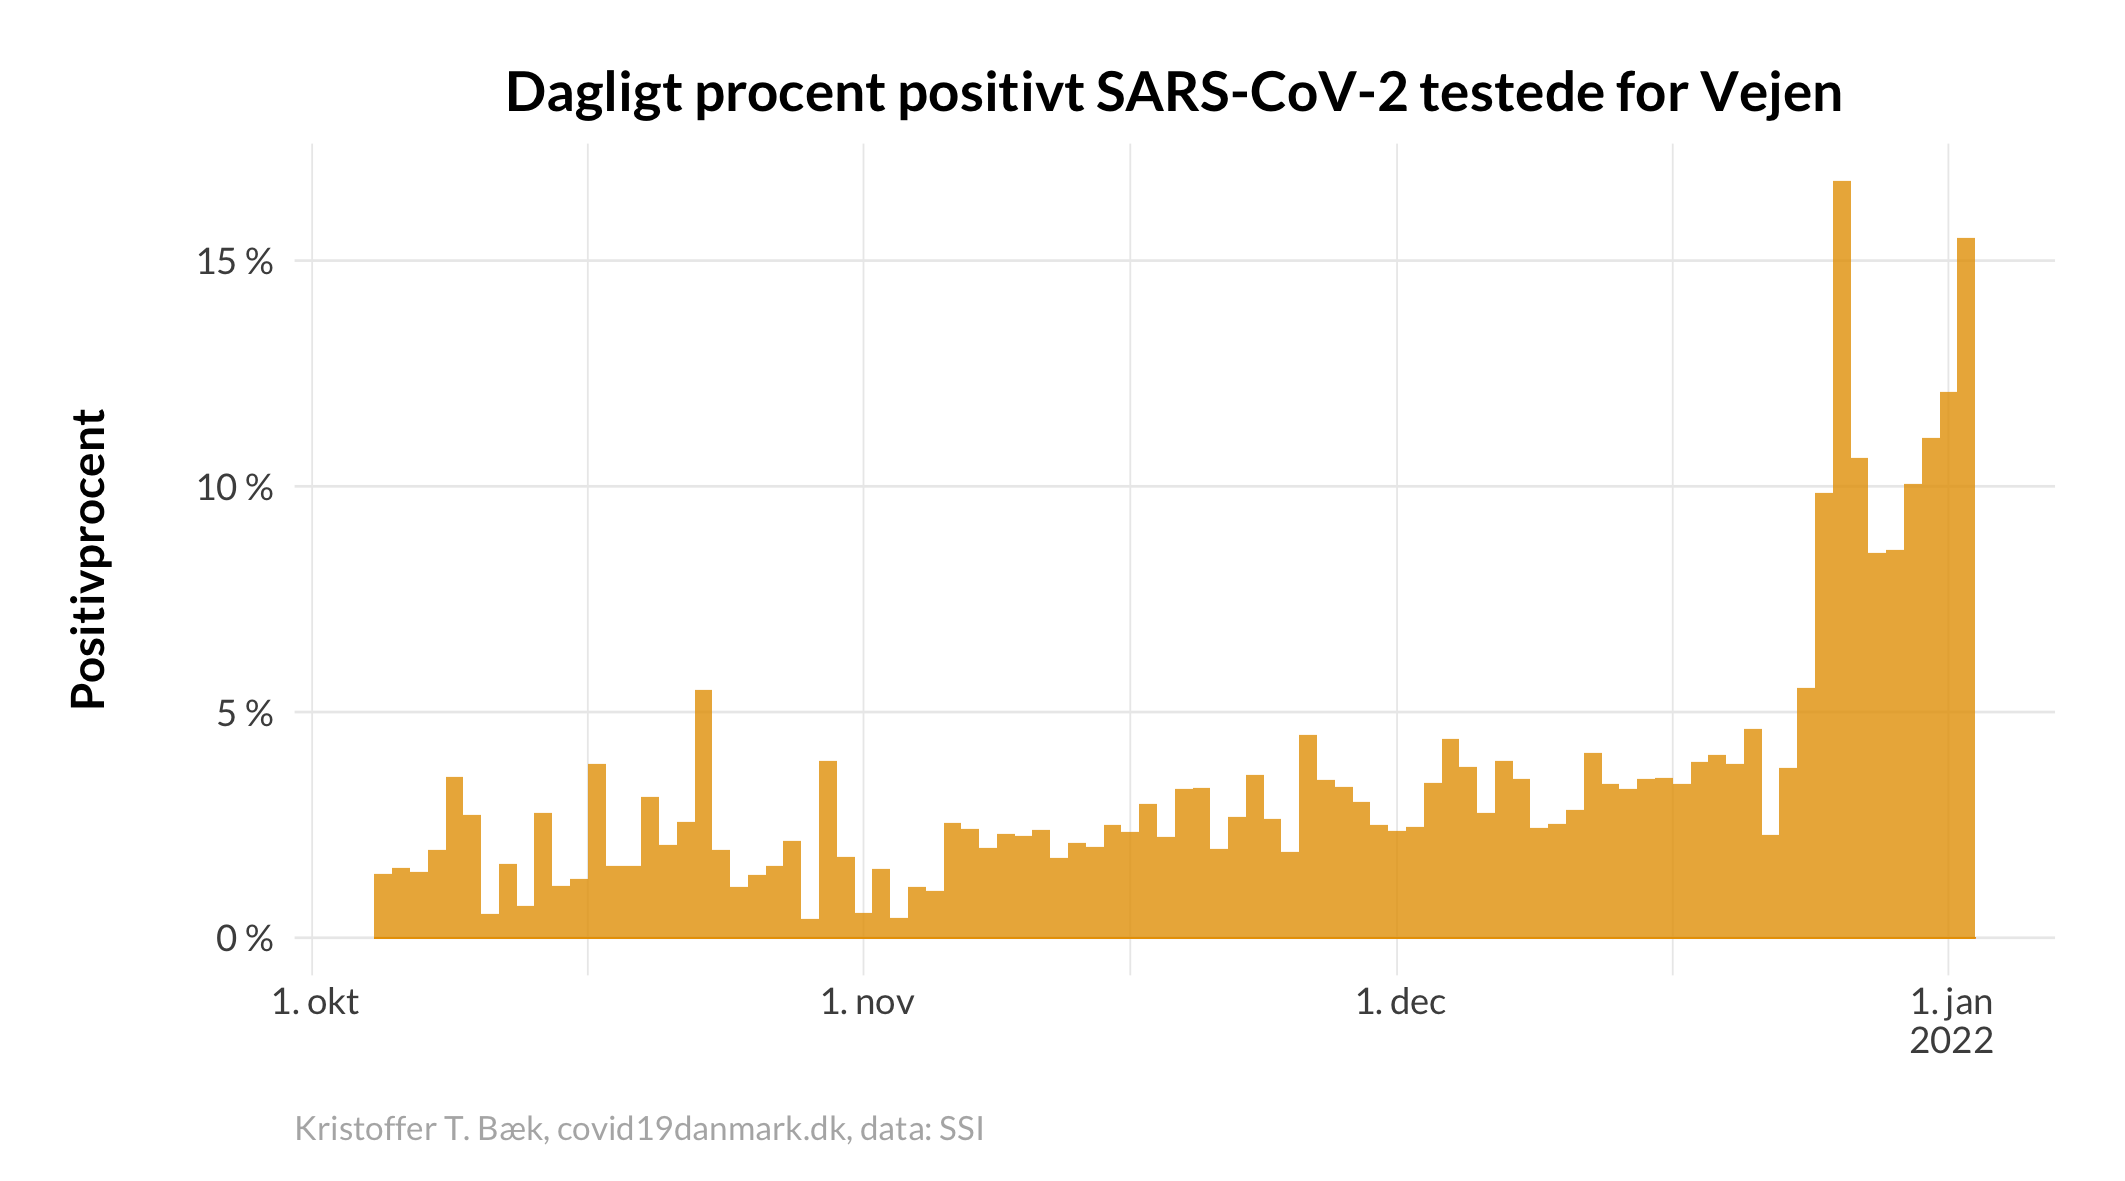 Dagligt procent positivt SARS-CoV-2 testede for Vejen
Positivprocent
15 %
10 %
5 %
0 %
1. okt
1. nov
1. dec
1. jan
2022
Kristoffer T. Bæk, covid19danmark.dk, data: SSI